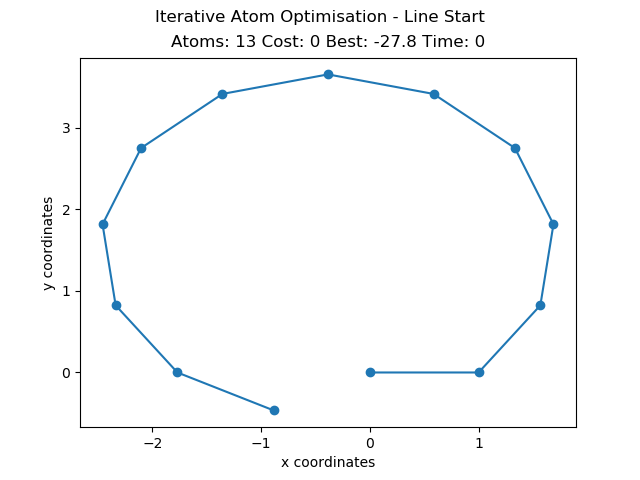 Iterative Atom Optimisation - Line Start
Atoms: 13 Cost: 0 Best: -27.8 Time: 0
3
2
1
0
y coordinates
−2
−1
0
1
x coordinates